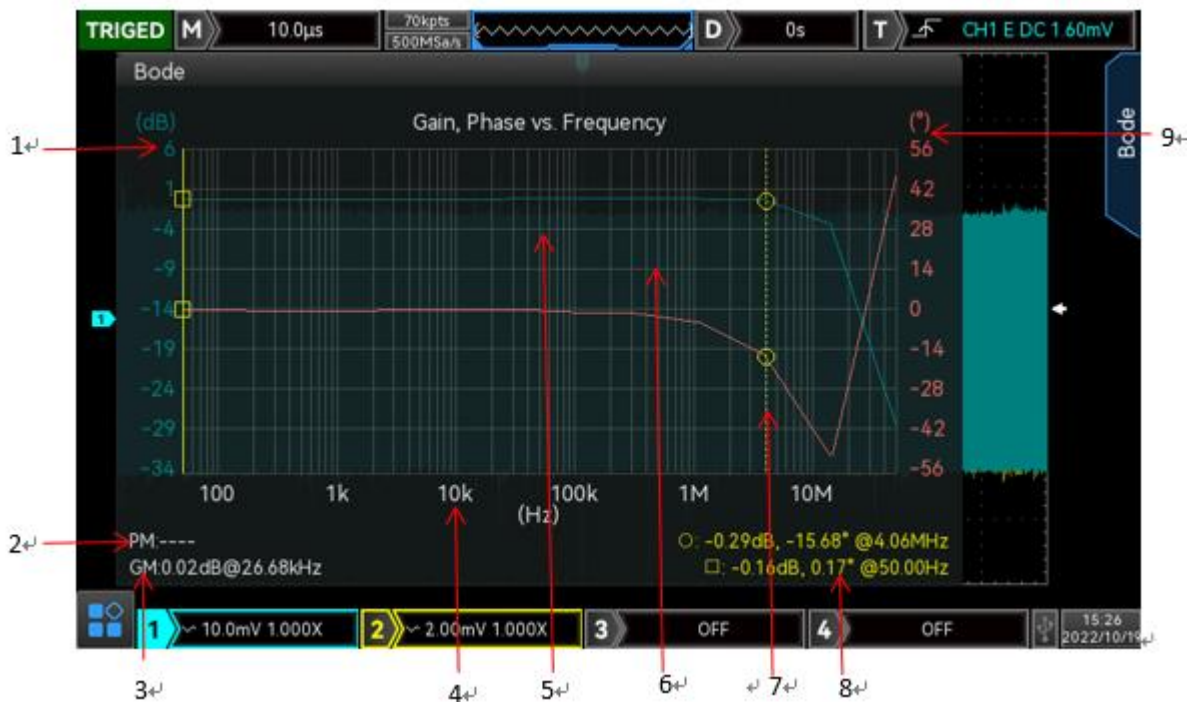 TRIGED M 10.0µs 70kpts 500MSa/s D 0s T CH1 E DC 1.60mV
Bode
Bode
(dB) Gain, Phase vs. Frequency (°)
1↵ 9↵
6 56
1 42
-4 28
-9 14
-14 0
1
-19 -14
-24 -28
-29 -42
-34 -56
100 1k 10k 100k 1M 10M
(Hz)
2↵ PM:---- ○: -0.29dB, -15.68° @4.06MHz
GM:0.02dB@26.68kHz □: -0.16dB, 0.17° @50.00Hz
1 10.0mV 1.000X 2 2.00mV 1.000X 3 OFF 4 OFF 15:26
2022/10/19↵
3↵ 4↵ 5↵ 6↵ ↵ 7↵ 8↵